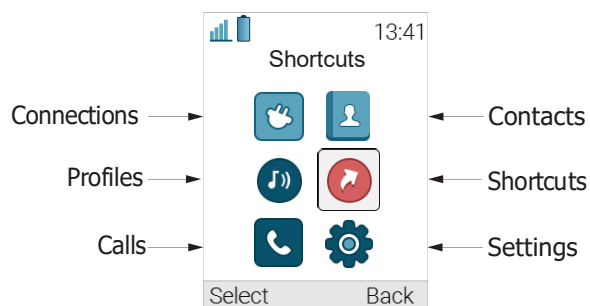 13:41
Shortcuts
Connections
Contacts
Profiles
Shortcuts
Calls
Settings
Select
Back